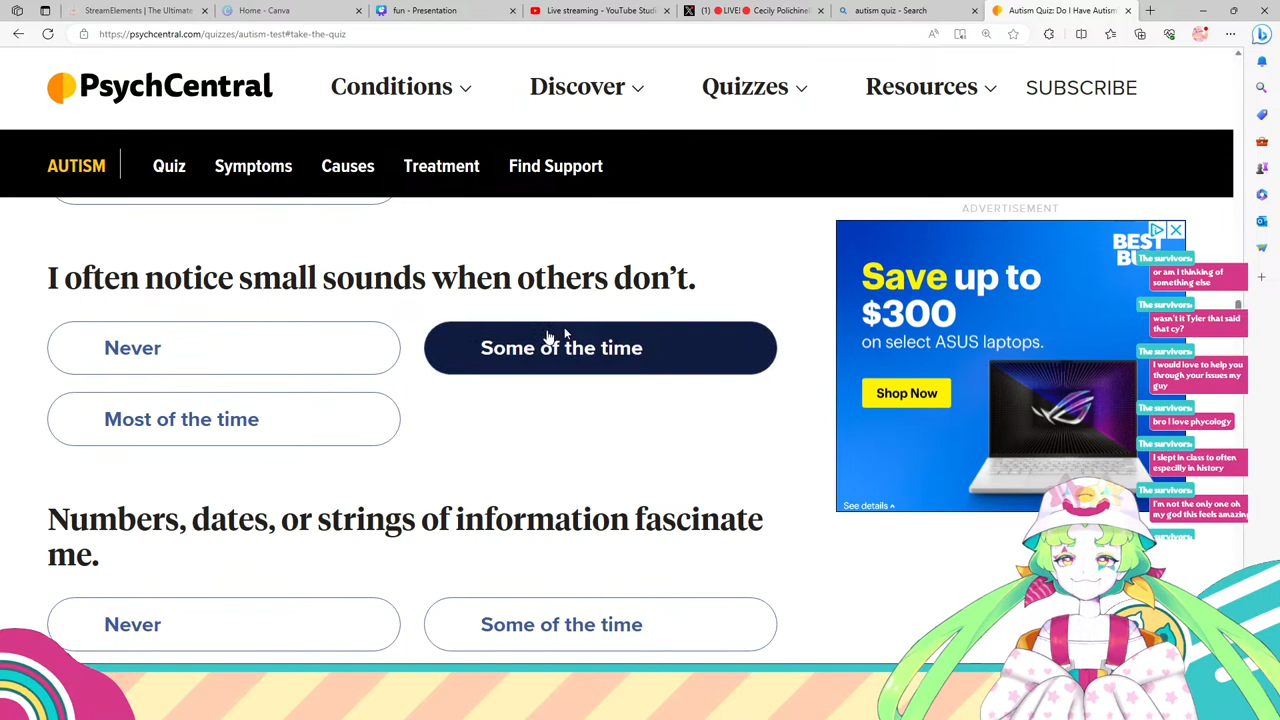 StreamElements | The Ultimate
Home - Canva
fun - Presentation
Live streaming - YouTube Studi
(1) 🔴 LIVE! 🔴 Cecily Polichinel
autism quiz - Search
Autism Quiz: Do I Have Autism
https://psychcentral.com/quizzes/autism-test#take-the-quiz
PsychCentral
Conditions
Discover
Quizzes
Resources
SUBSCRIBE
AUTISM
Quiz
Symptoms
Causes
Treatment
Find Support
ADVERTISEMENT
I often notice small sounds when others don't.
Never
Some of the time
Most of the time
Numbers, dates, or strings of information fascinate
me.
Never
Some of the time
BEST
BU
Save up to
$300
on select ASUS laptops.
Shop Now
See details
The survivors:
or am I thinking of
something else
The survivors:
wasn't it Tyler that said
that cy?
The survivors:
I would love to help you
through your issues my
guy
The survivors:
bro I love phycology
The survivors:
I slept in class to often
especilly in history
The survivors:
I'm not the only one oh
my god this feels amazing
survivors: